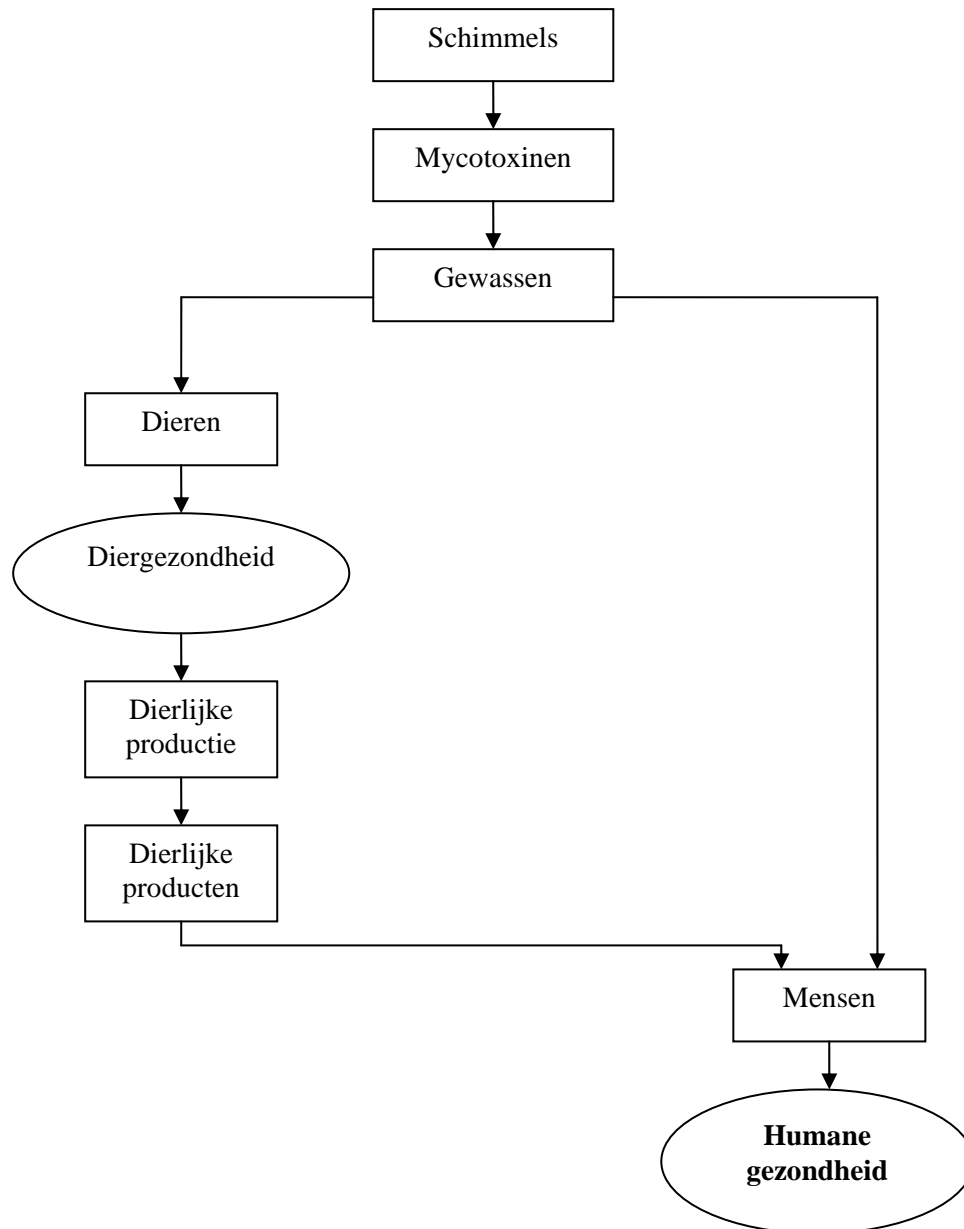 Schimmels
Mycotoxinen
Gewassen
Dieren
Diergezondheid
Dierlijke
productie
Dierlijke
producten
Mensen
Humane
gezondheid